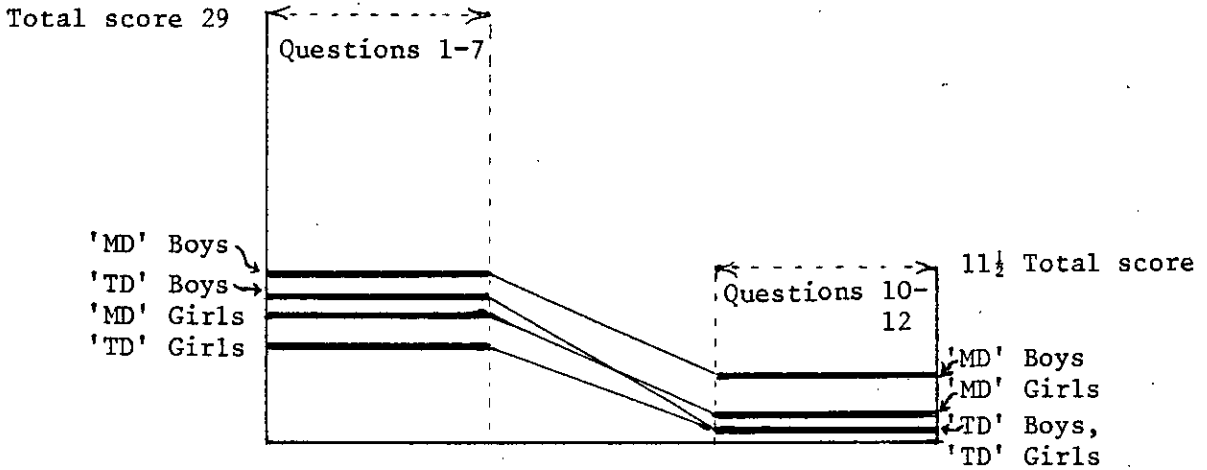 Total score 29
Questions 1-7
'MD' Boys
'TD' Boys
'MD' Girls
'TD' Girls
11½ Total score
Questions 10-
12
'MD' Boys
'MD' Girls
'TD' Boys,
'TD' Girls